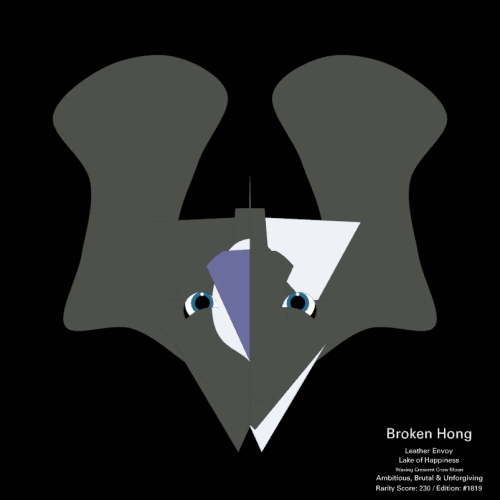 Broken Hong
Leather Envoy
Lake of Happiness
Waxing Crescent Crow Moon
Ambitious, Brutal & Unforgiving
Rarity Score: 230 / Edition: #1819